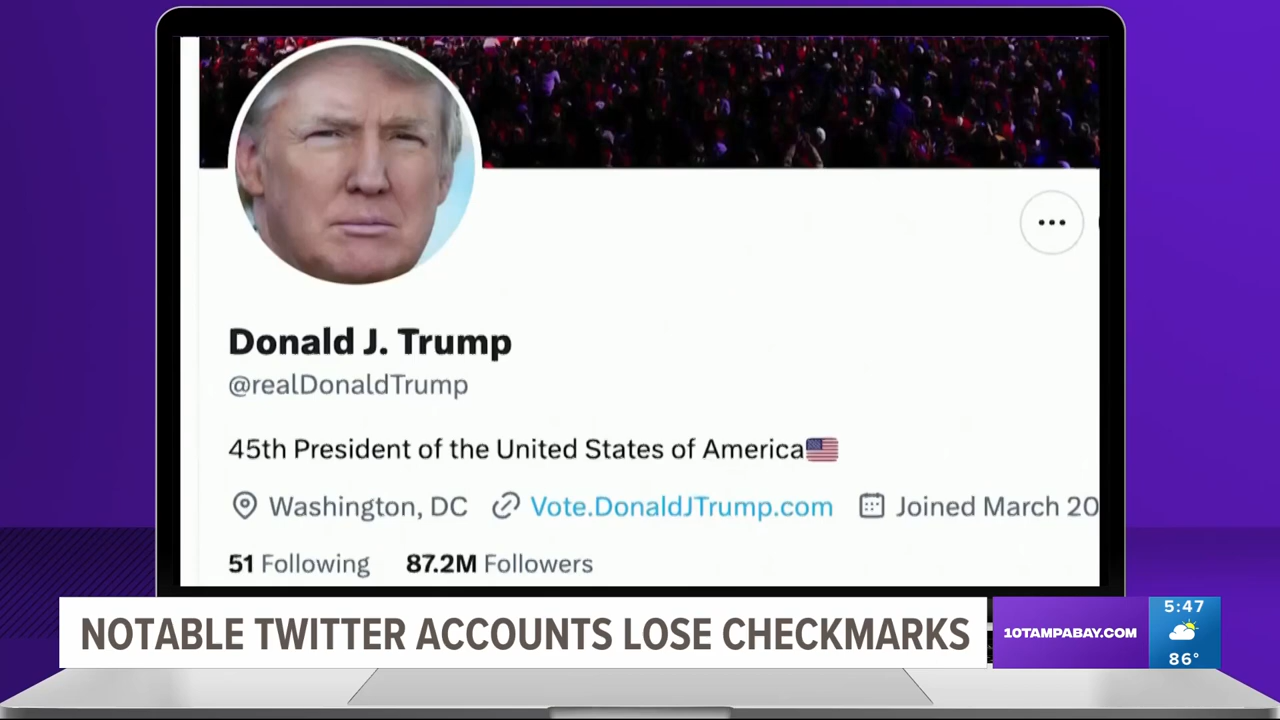 Donald J. Trump
@realDonaldTrump
45th President of the United States of America🇺🇸
Washington, DC Vote.DonaldJTrump.com Joined March 20
51 Following 87.2M Followers
NOTABLE TWITTER ACCOUNTS LOSE CHECKMARKS
10TAMPABAY.COM
5:47
86°